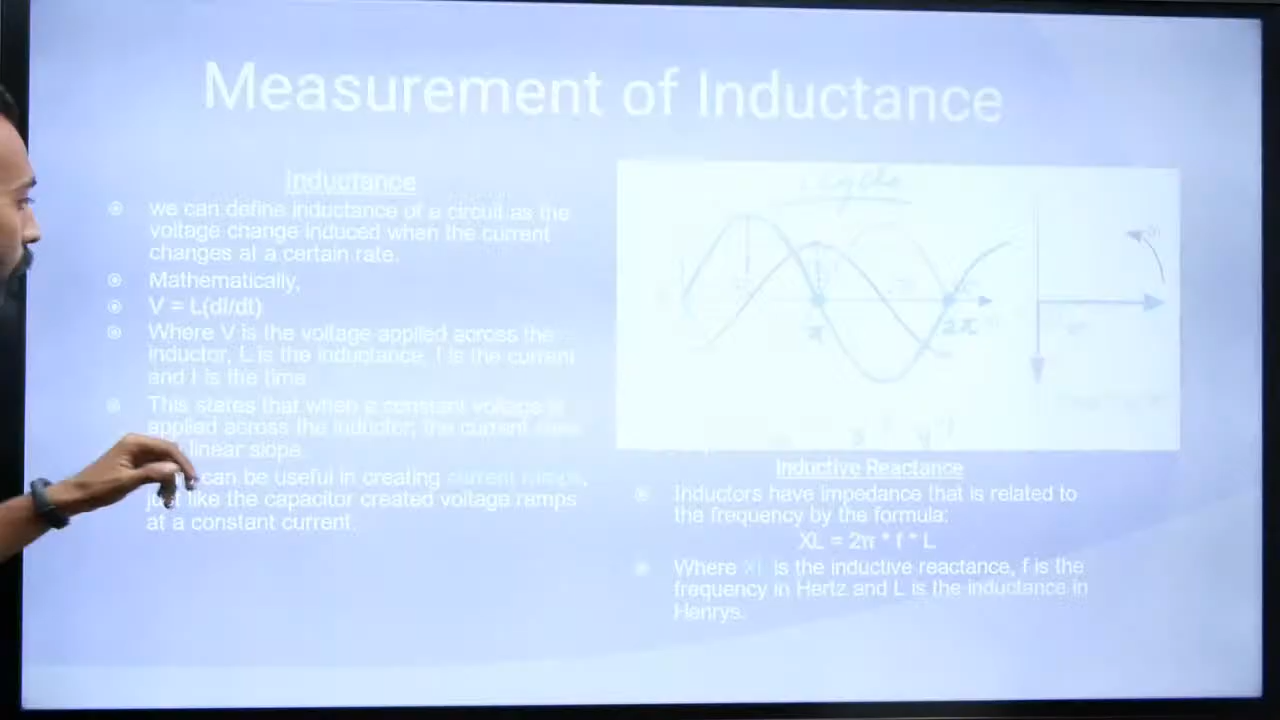 Measurement of Inductance
Inductance
we can define inductance of a circuit as the
voltage change induced when the current
changes at a certain rate.
Mathematically,
V = L(dI/dt)
Where V is the voltage applied across the
inductor, L is the inductance, I is the current
and t is the time
This states that when a constant voltage is
applied across the inductor; the current
linear slope.
can be useful in creating current ramps,
just like the capacitor created voltage ramps
at a constant current.
1 Cycle
π
2π
Inductive Reactance
Inductors have impedance that is related to
the frequency by the formula:
XL = 2π * f * L
Where XL is the inductive reactance, f is the
frequency in Hertz and L is the inductance in
Henrys.